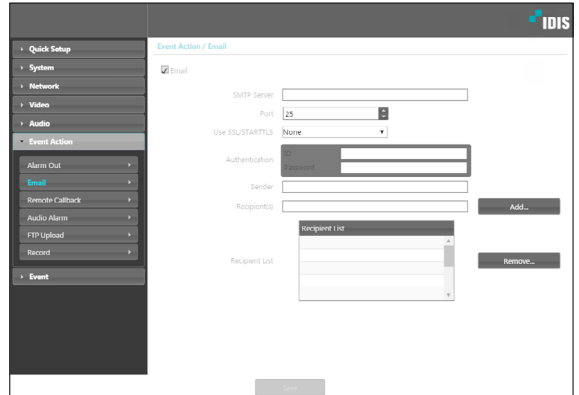 IDIS
Quick Setup
System
Network
Video
Audio
Event Action
Alarm Out
Email
Remote Callback
Audio Alarm
FTP Upload
Record
Event
Event Action / Email
Email
SMTP Server
Port 25
Use SSL/STARTTLS None
Authentication
ID
Password
Sender
Recipient(s) Add...
Recipient List
Recipient List Remove...
Save